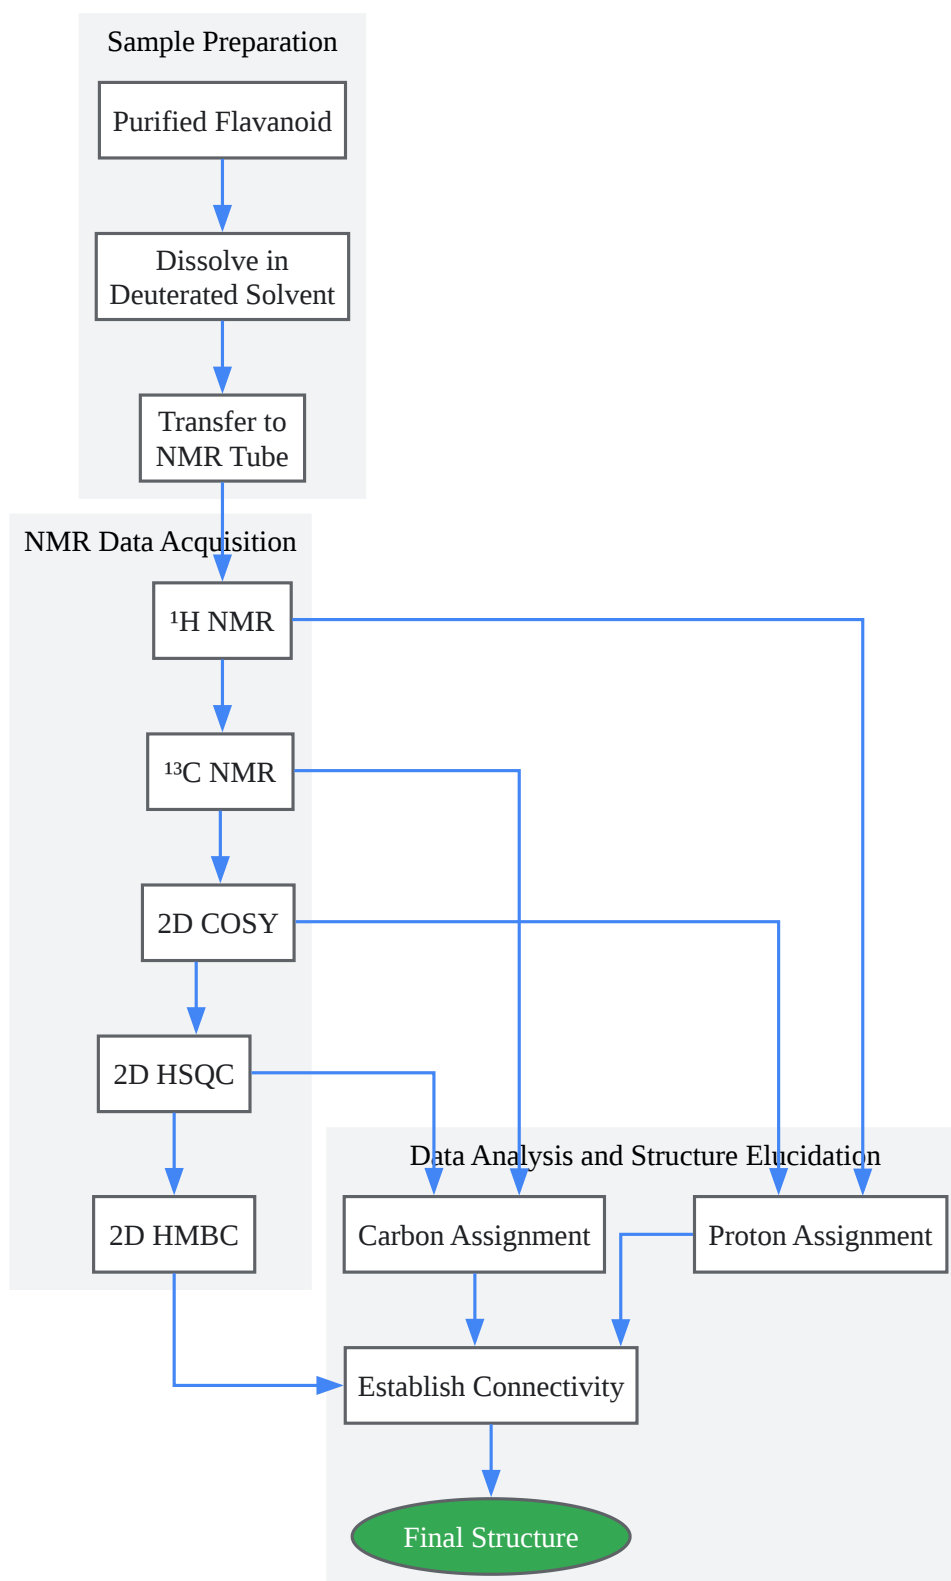 Sample Preparation
Purified Flavanoid
Dissolve in
Deuterated Solvent
Transfer to
NMR Tube
NMR Data Acquisition
¹H NMR
¹³C NMR
2D COSY
2D HSQC
2D HMBC
Data Analysis and Structure Elucidation
Carbon Assignment
Proton Assignment
Establish Connectivity
Final Structure